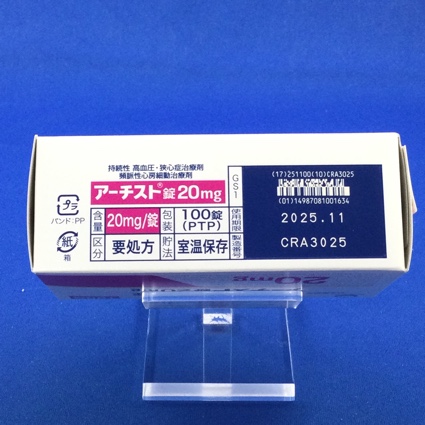 持続性 高血圧・狭心症治療剤
頻脈性心房細動治療剤
アーチスト®錠20mg
含量 20mg/錠 包装 100錠(PTP)
区分 要処方 貯法 室温保存
プラ
バンド:PP
紙
箱
GS1
(17)251100(10)CRA3025
(01)14987081001634
使用期限 2025.11
製造番号 CRA3025
20mg